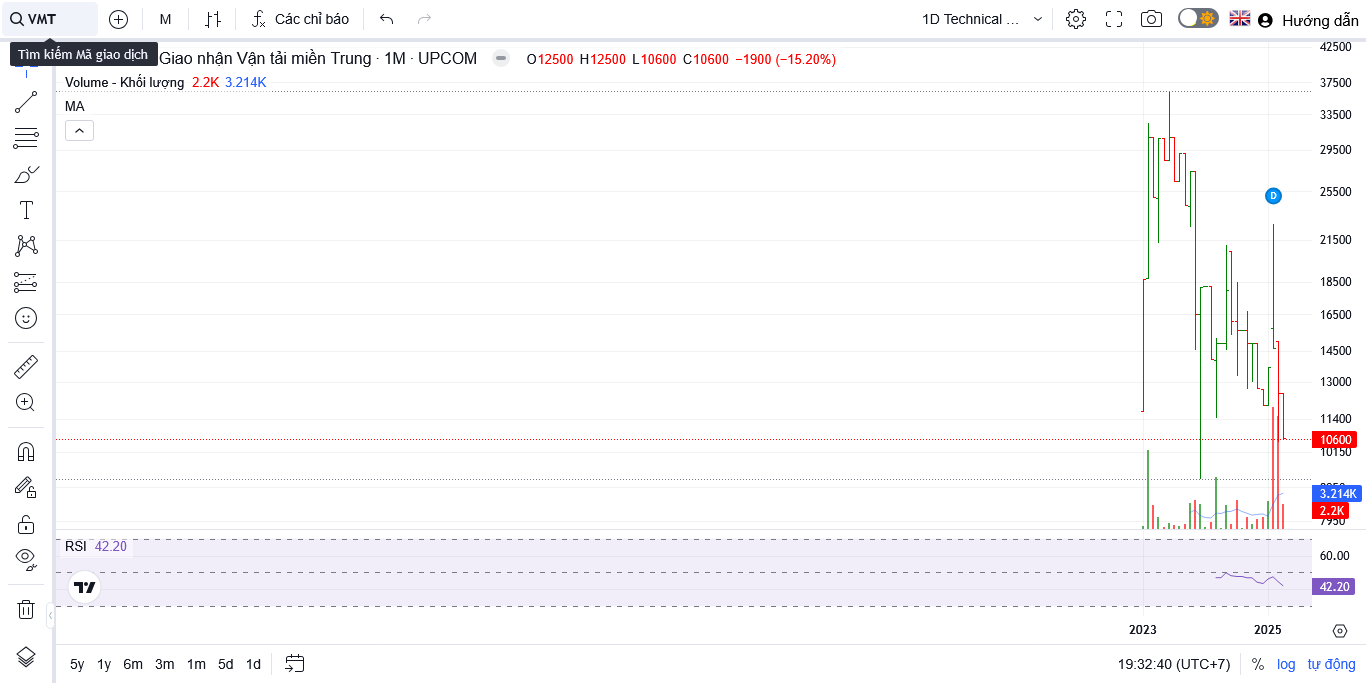 VMT
M
Các chỉ báo
1D Technical ...
Hướng dẫn
Tìm kiếm Mã giao dịch
Giao nhận Vận tải miền Trung · 1M · UPCOM
O12500 H12500 L10600 C10600 −1900 (−15.20%)
Volume - Khối lượng 2.2K 3.214K
MA
42500
37500
33500
29500
25500
D
21500
18500
16500
14500
13000
11400
10600
10150
3.214K
2.2K
7950
RSI 42.20
60.00
42.20
2023 2025
5y 1y 6m 3m 1m 5d 1d
19:32:40 (UTC+7) % log tự động